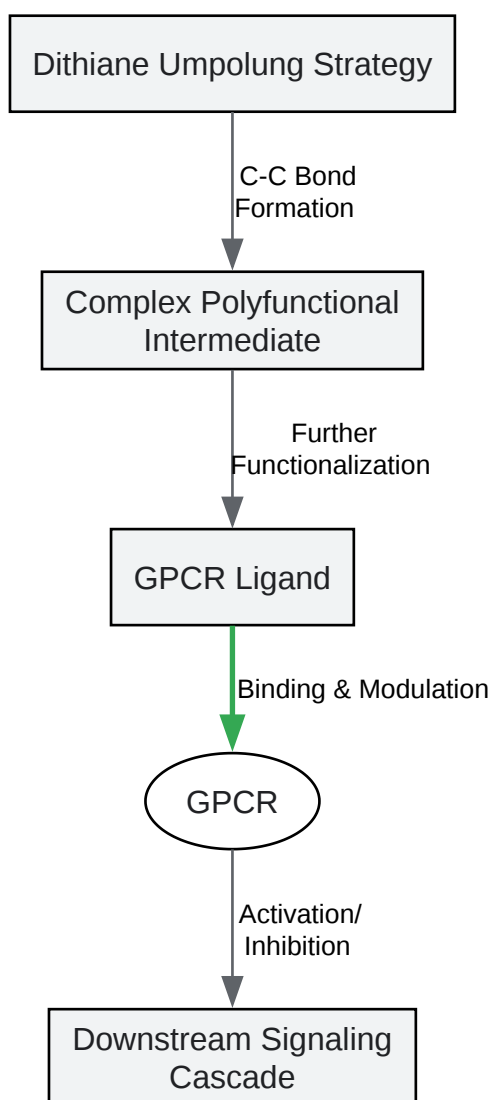 Dithiane Umpolung Strategy
C-C Bond
Formation
Complex Polyfunctional
Intermediate
Further
Functionalization
GPCR Ligand
Binding & Modulation
GPCR
Activation/
Inhibition
Downstream Signaling
Cascade